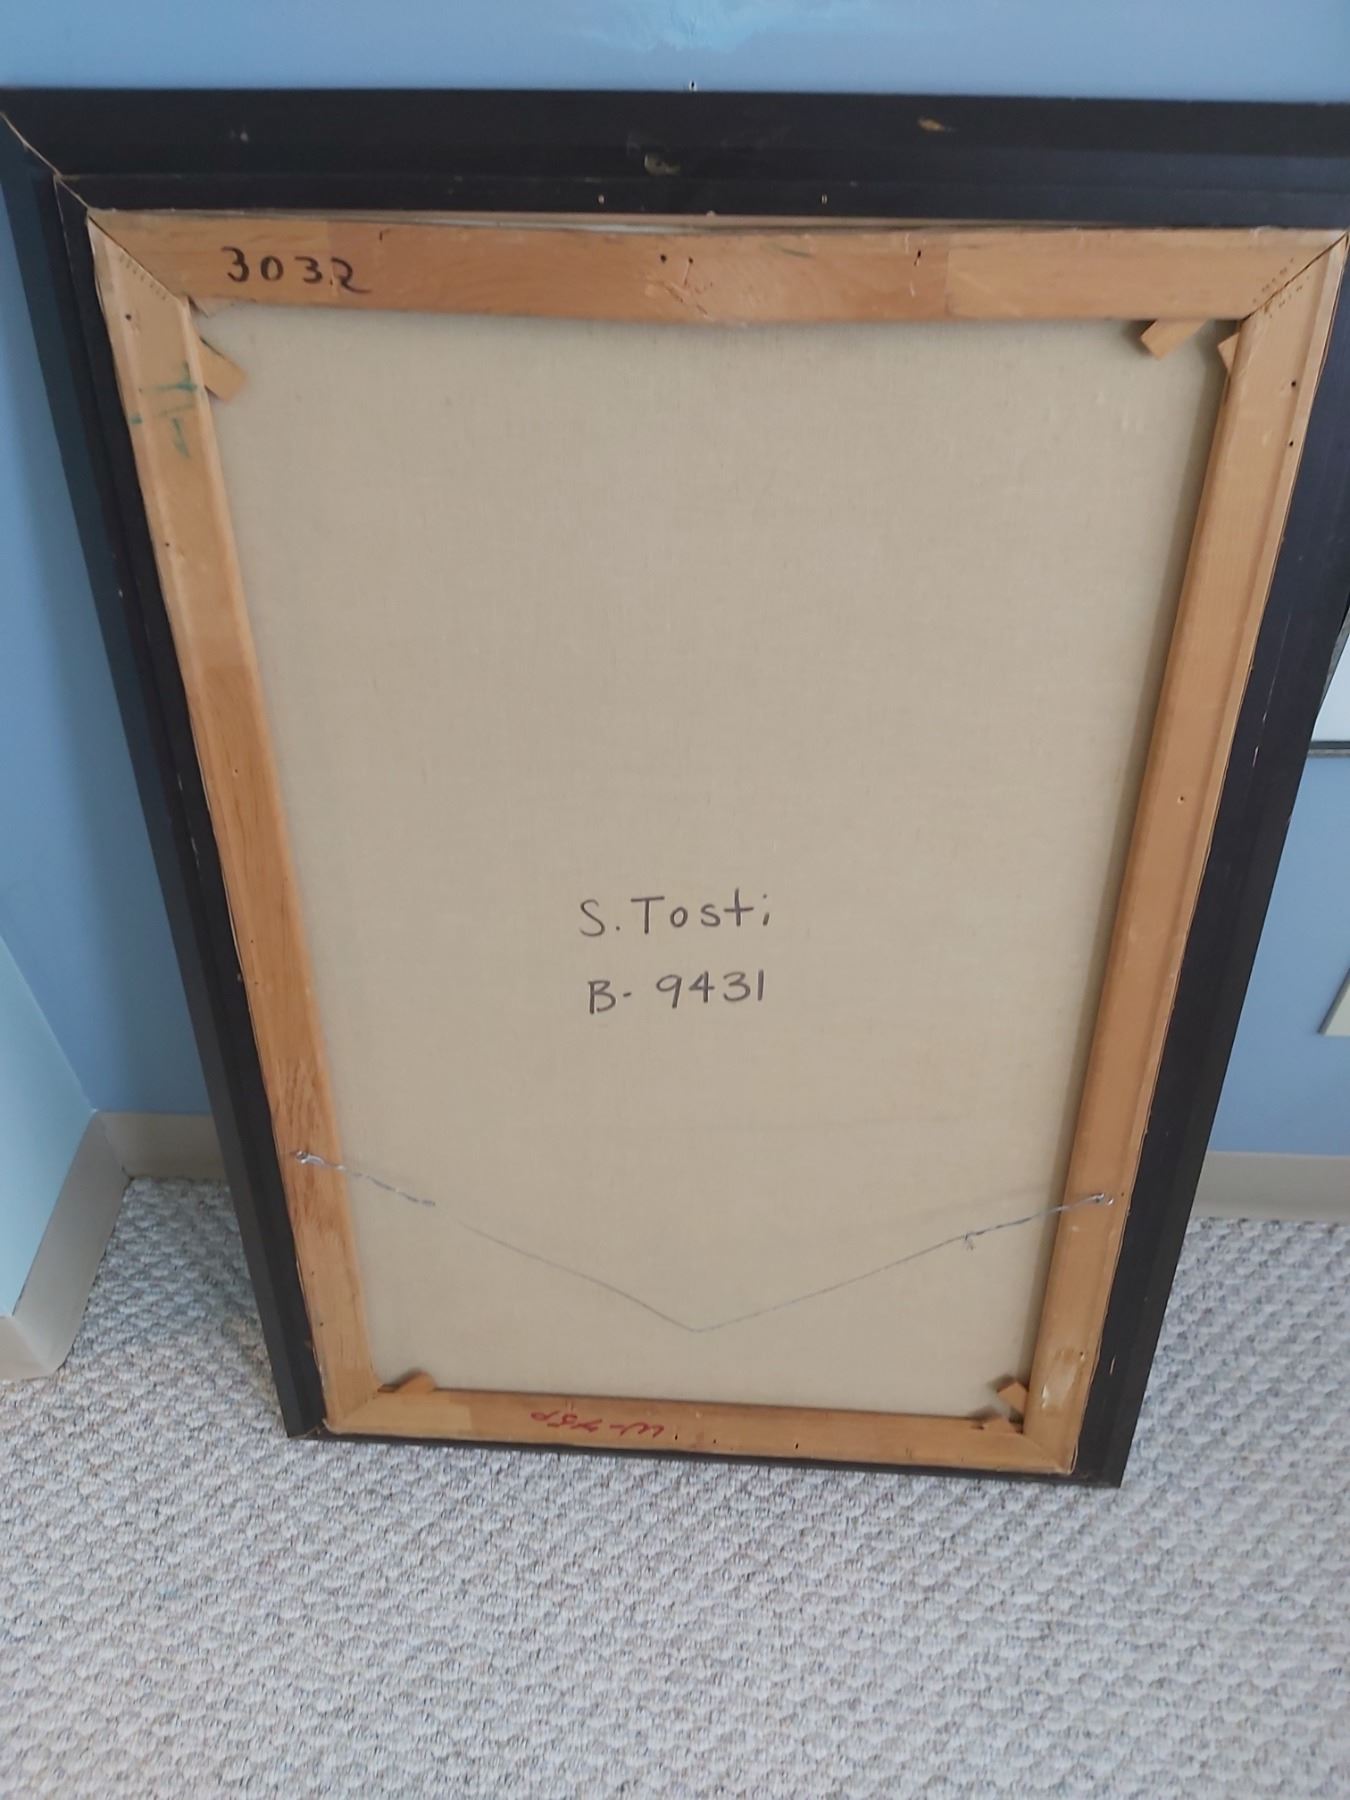 3032
S. Tosti
B- 9431